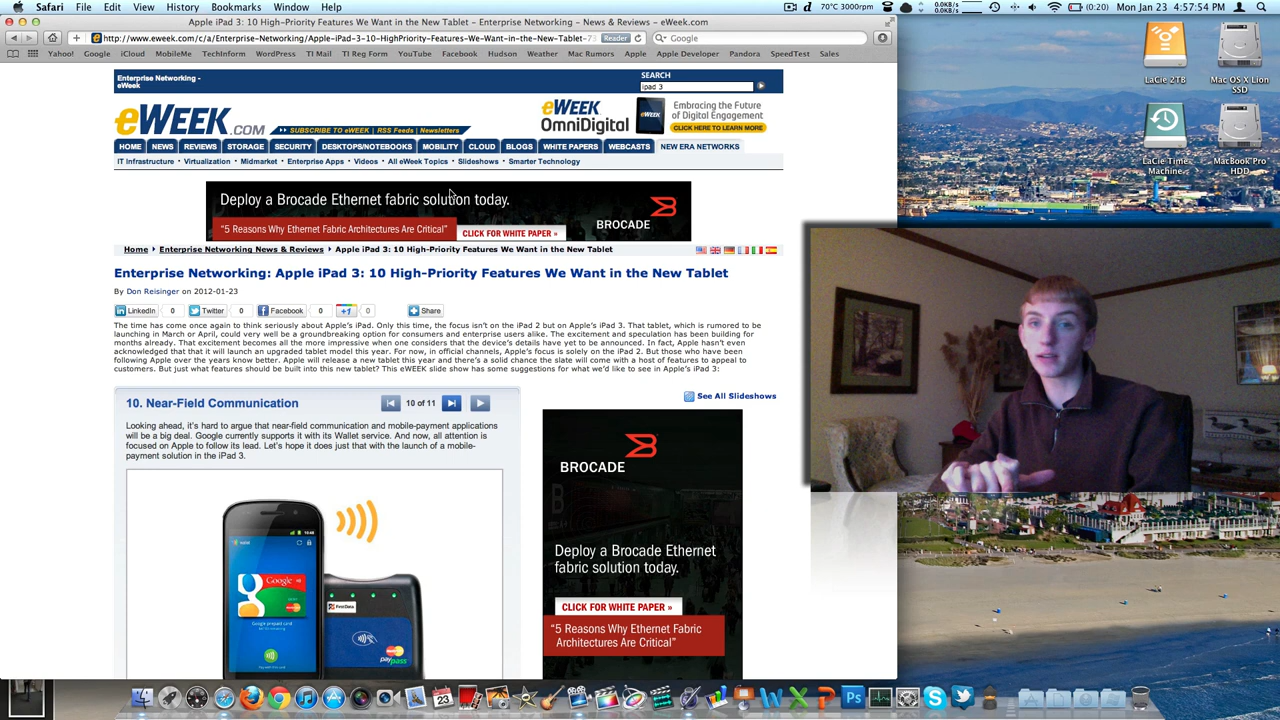 Safari File Edit View History Bookmarks Window Help
70°C 3000rpm
0.0KB/s
0.0KB/s
(0:20) Mon Jan 23 4:57:54 PM
Apple iPad 3: 10 High-Priority Features We Want in the New Tablet – Enterprise Networking – News & Reviews – eWeek.com
http://www.eweek.com/c/a/Enterprise-Networking/Apple-iPad-3-10-HighPriority-Features-We-Want-in-the-New-Tablet-7
Reader
Google
Yahoo! Google iCloud MobileMe TechInform WordPress TI Mail TI Reg Form YouTube Facebook Hudson Weather Mac Rumors Apple Apple Developer Pandora SpeedTest Sales
Enterprise Networking -
eWeek
SEARCH
ipad 3
eWEEK.COM
SUBSCRIBE TO eWEEK | RSS Feeds | Newsletters
eWEEK
OmniDigital
Embracing the Future
of Digital Engagement
CLICK HERE TO LEARN MORE
HOME NEWS REVIEWS STORAGE SECURITY DESKTOPS/NOTEBOOKS MOBILITY CLOUD BLOGS WHITE PAPERS WEBCASTS NEW ERA NETWORKS
IT Infrastructure • Virtualization • Midmarket • Enterprise Apps • Videos • All eWeek Topics • Slideshows • Smarter Technology
Deploy a Brocade Ethernet fabric solution today.
“5 Reasons Why Ethernet Fabric Architectures Are Critical”
CLICK FOR WHITE PAPER »
BROCADE
Home Enterprise Networking News & Reviews Apple iPad 3: 10 High-Priority Features We Want in the New Tablet
Enterprise Networking: Apple iPad 3: 10 High-Priority Features We Want in the New Tablet
By Don Reisinger on 2012-01-23
LinkedIn 0 Twitter 0 Facebook 0 +1 0 Share
The time has come once again to think seriously about Apple's iPad. Only this time, the focus isn't on the iPad 2 but on Apple's iPad 3. That tablet, which is rumored to be
launching in March or April, could very well be a groundbreaking option for consumers and enterprise users alike. The excitement and speculation has been building for
months already. That excitement becomes all the more impressive when one considers that the device's details have yet to be announced. In fact, Apple hasn't even
acknowledged that that it will launch an upgraded tablet model this year. For now, in official channels, Apple's focus is solely on the iPad 2. But those who have been
following Apple over the years know better. Apple will release a new tablet this year and there's a solid chance the slate will come with a host of features to appeal to
customers. But just what features should be built into this new tablet? This eWEEK slide show has some suggestions for what we'd like to see in Apple's iPad 3:
10. Near-Field Communication
10 of 11
See All Slideshows
Looking ahead, it's hard to argue that near-field communication and mobile-payment applications
will be a big deal. Google currently supports it with its Wallet service. And now, all attention is
focused on Apple to follow its lead. Let's hope it does just that with the launch of a mobile-
payment solution in the iPad 3.
Google
Google prepaid card
First Data
MasterCard
PayPass
BROCADE
Deploy a Brocade Ethernet
fabric solution today.
CLICK FOR WHITE PAPER »
“5 Reasons Why Ethernet Fabric
Architectures Are Critical”
LaCie 2TB
Mac OS X Lion
SSD
LaCie Time
Machine
MacBook Pro
HDD
23